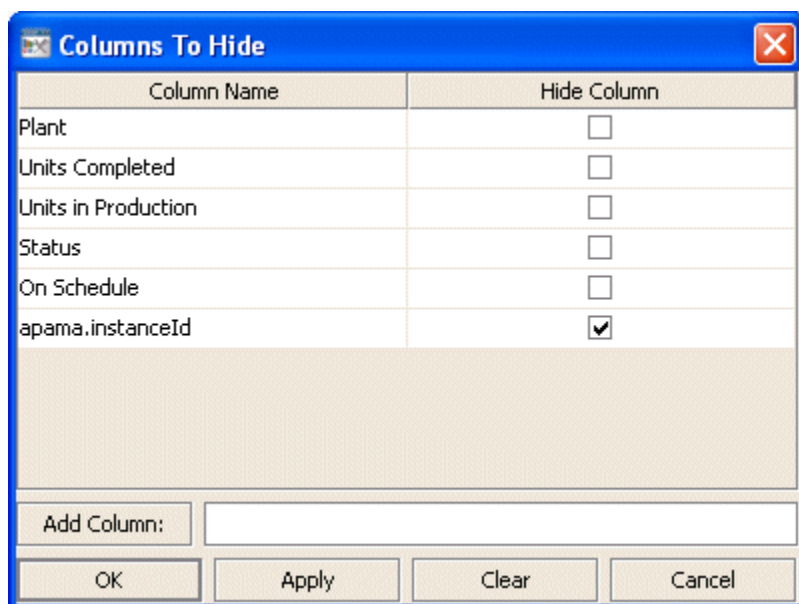 Columns To Hide
Column Name Hide Column
Plant
Units Completed
Units in Production
Status
On Schedule
apama.instanceId
Add Column:
OK Apply Clear Cancel